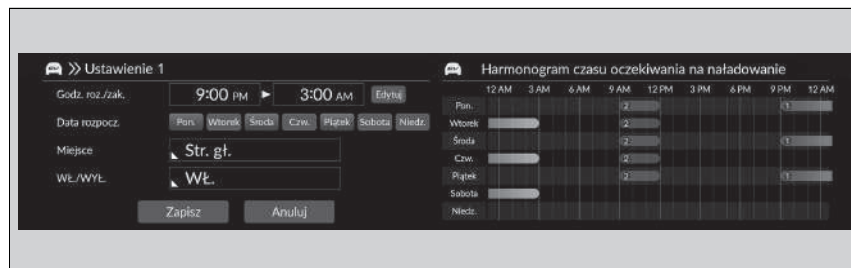 Ustawienie 1
Godz. roz./zak. 9:00 PM 3:00 AM Edytuj
Data rozpocz. Pon. Wtorek Środa Czw. Piątek Sobota Niedz.
Miejsce Str. gł.
WŁ./WYŁ. WŁ.
Zapisz Anuluj
Harmonogram czasu oczekiwania na naładowanie
12 AM 3 AM 6 AM 9 AM 12 PM 3 PM 6 PM 9 PM 12 AM
Pon. 2 1
Wtorek 2
Środa 2 1
Czw. 2
Piątek 2 1
Sobota
Niedz.